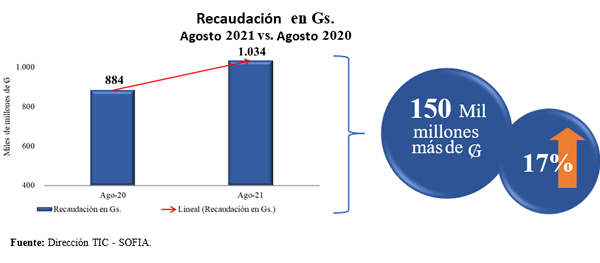 Recaudación en Gs.
Agosto 2021 vs. Agosto 2020
Miles de millones de ₲
1.000
800
600
400
884
1.034
Ago-20
Ago-21
Recaudación en Gs.
Lineal (Recaudación en Gs.)
150 Mil
millones
más de ₲
17%
Fuente: Dirección TIC - SOFIA.